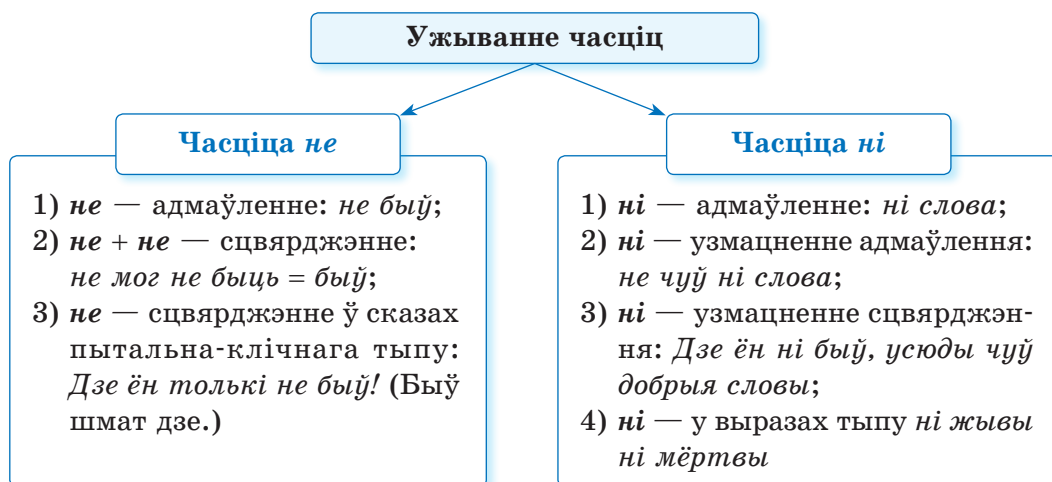 Ужыванне часціц
Часціца не
1) не — адмаўленне: не быў;
2) не + не — сцвярджэнне:
не мог не быць = быў;
3) не — сцвярджэнне ў сказах
пытальна-клічнага тыпу:
Дзе ён толькі не быў! (Быў
шмат дзе.)
Часціца ні
1) ні — адмаўленне: ні слова;
2) ні — узмацненне адмаўлення:
не чуў ні слова;
3) ні — узмацненне сцвярджэн-
ня: Дзе ён ні быў, усюды чуў
добрыя словы;
4) ні — у выразах тыпу ні жывы
ні мёртвы